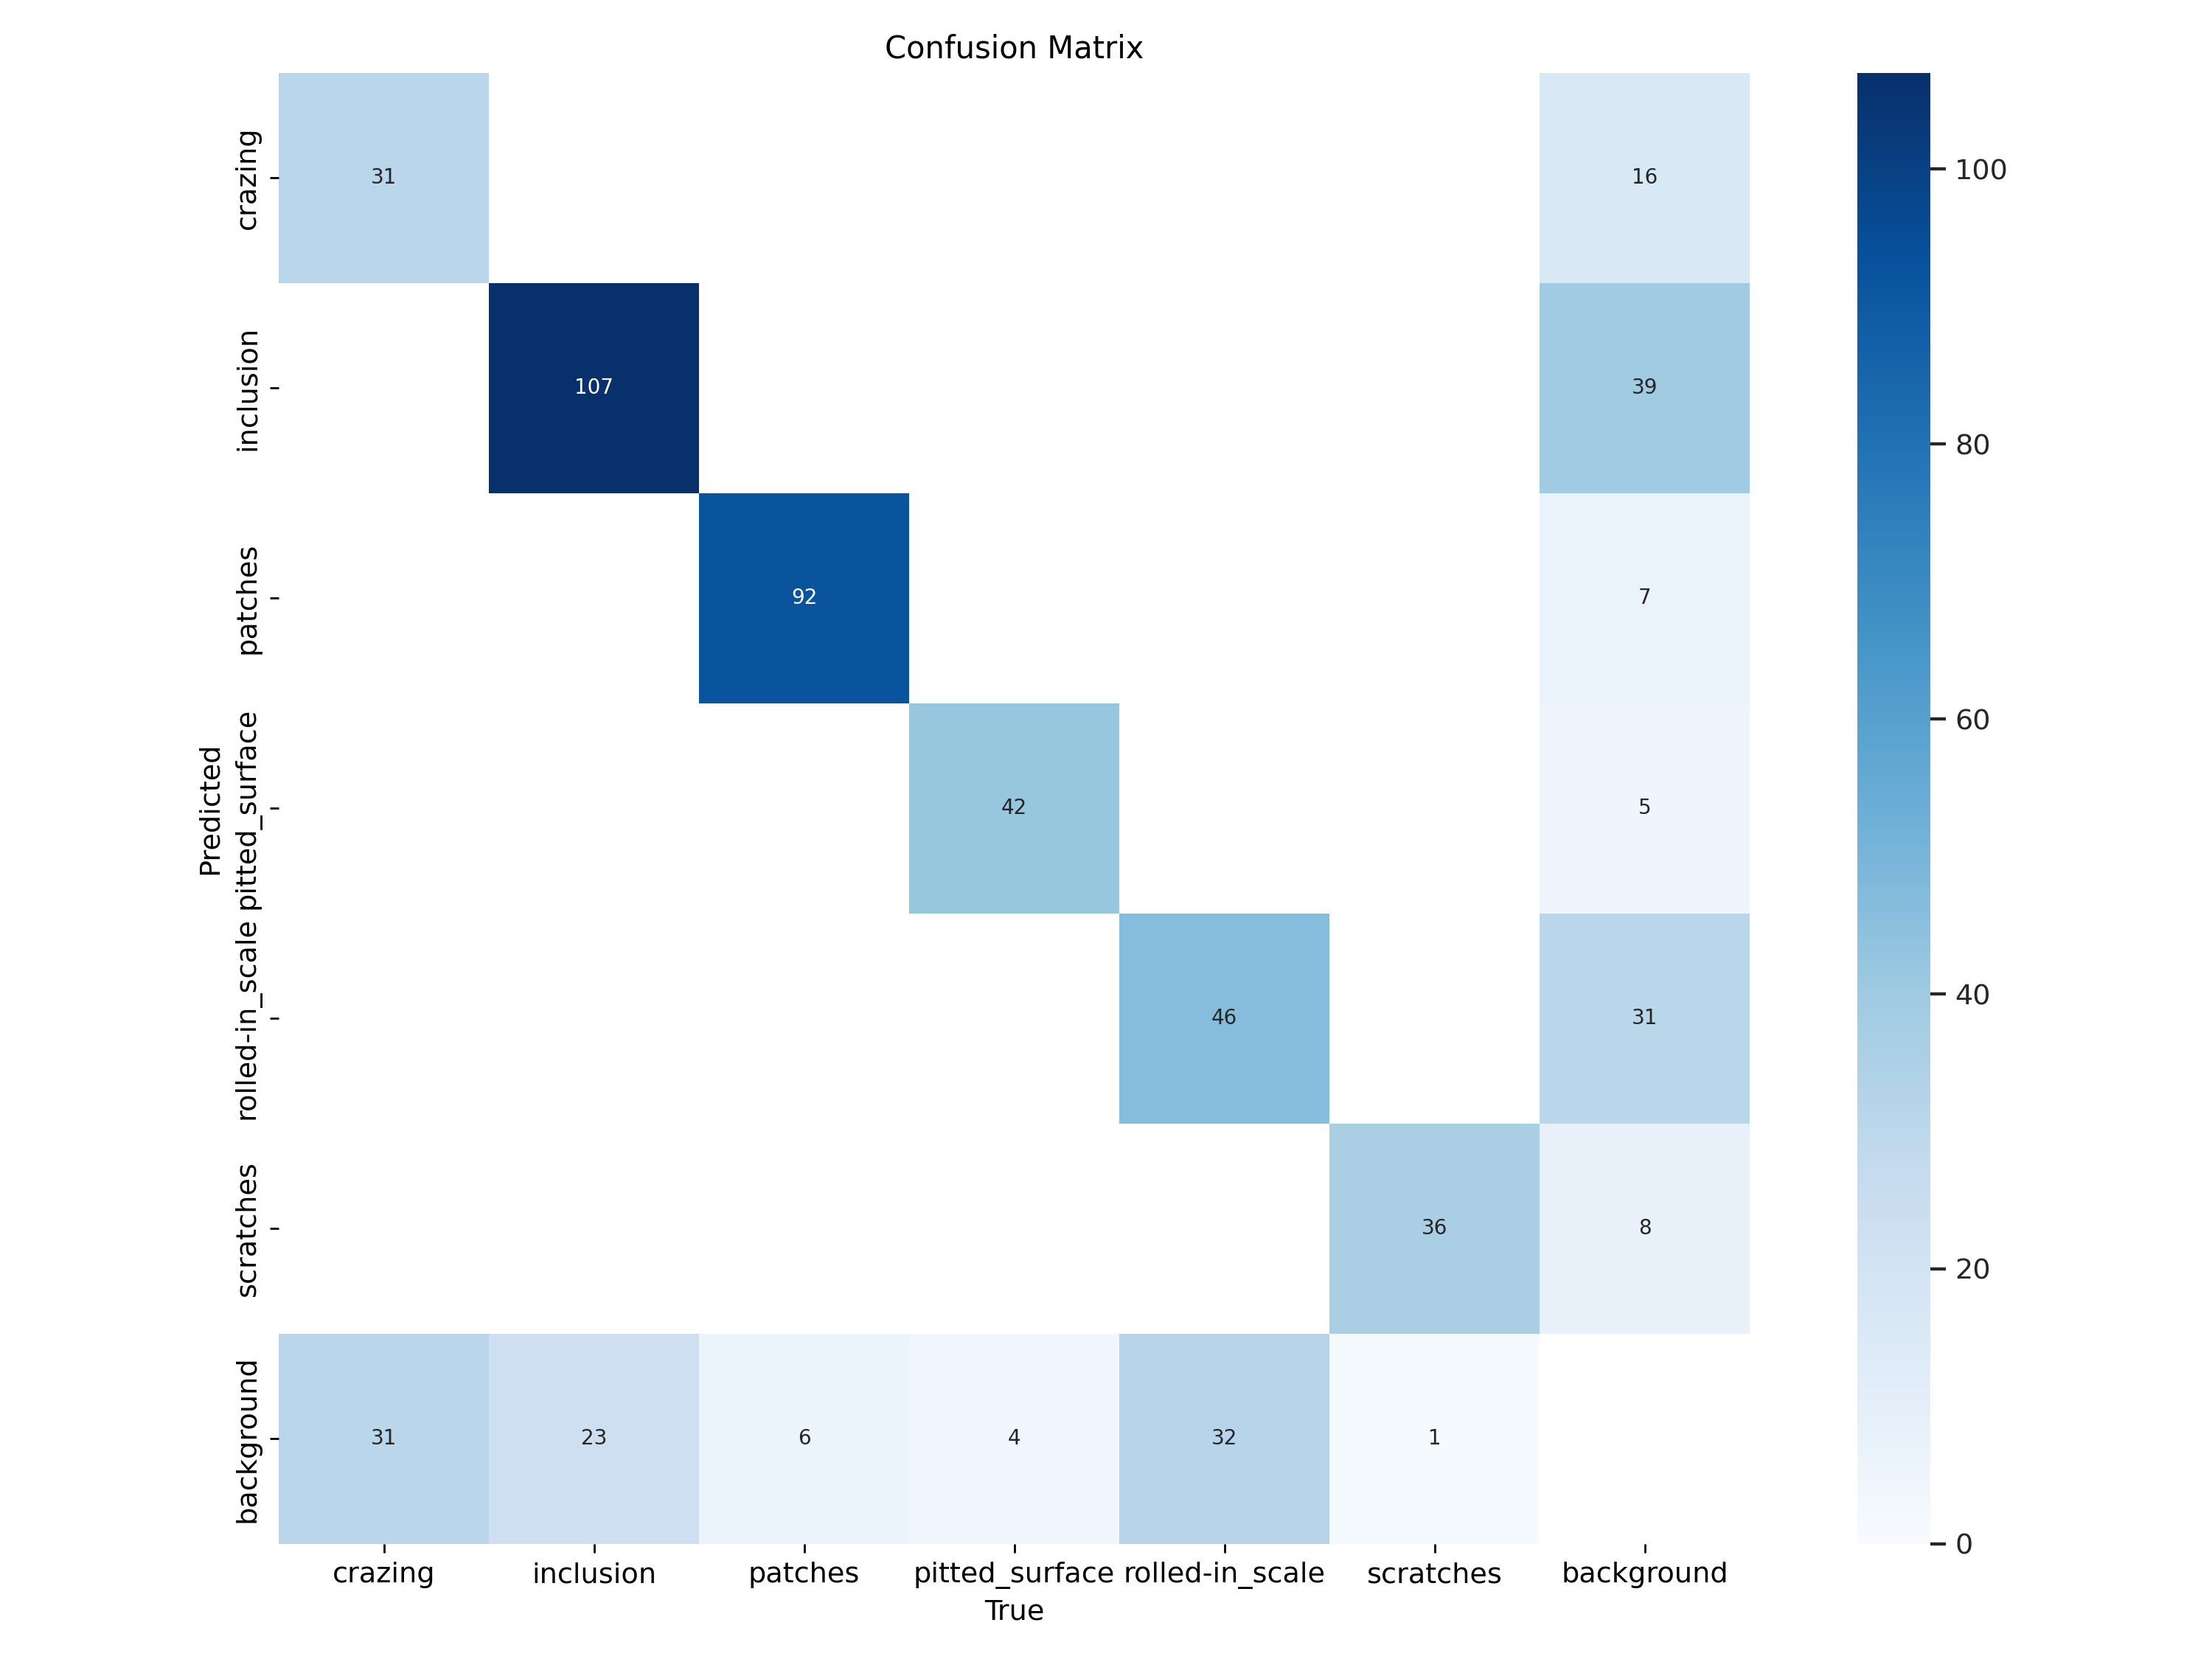 Confusion Matrix
crazing
31
16
100
inclusion
107
39
80
patches
92
7
60
Predicted
pitted_surface
42
5
40
rolled-in_scale
46
31
scratches
36
8
20
background
31
23
6
4
32
1
0
crazing
inclusion
patches
pitted_surface
rolled-in_scale
scratches
background
True